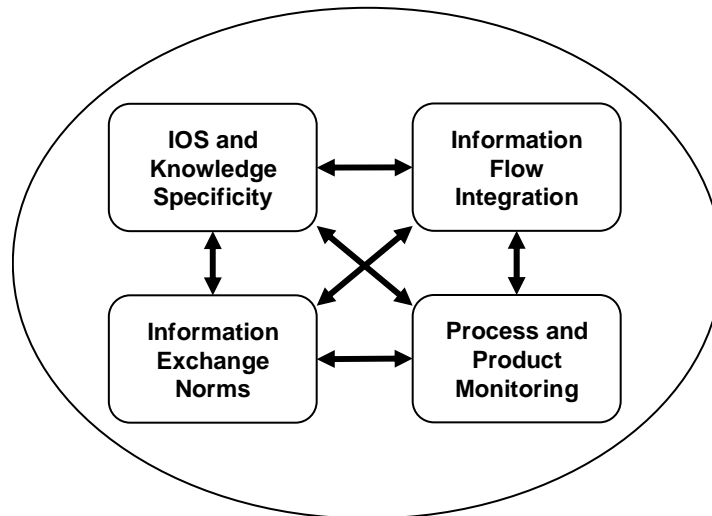 IOS and
Knowledge
Specificity
Information
Flow
Integration
Information
Exchange
Norms
Process and
Product
Monitoring